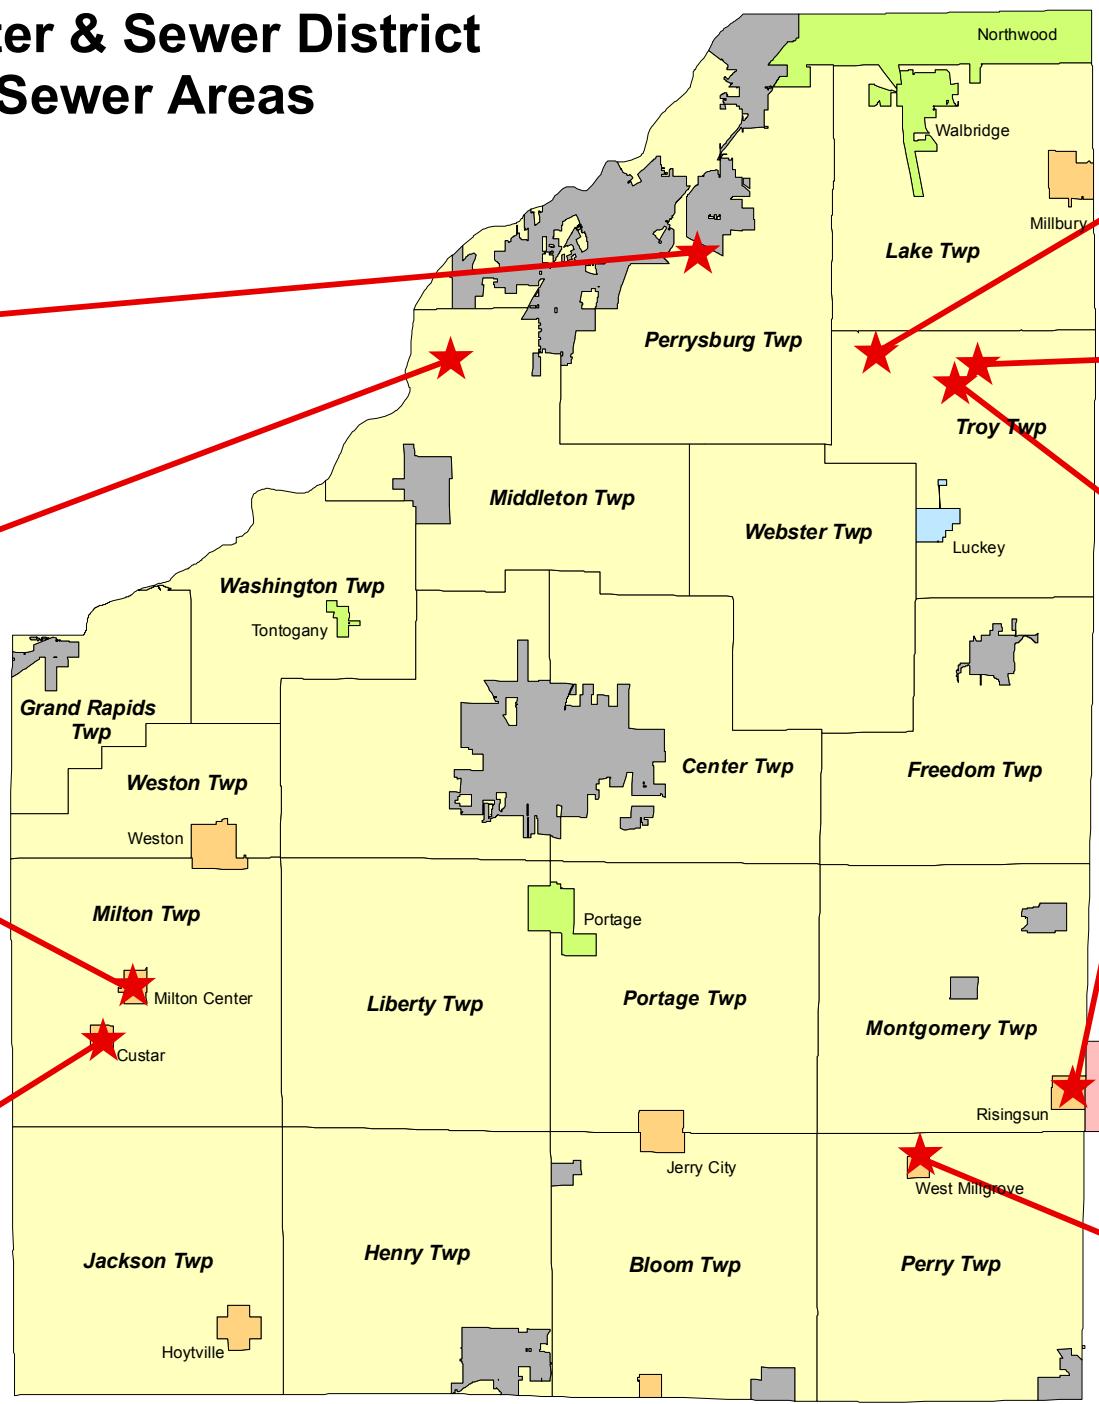 ter & Sewer District
Sewer Areas
Northwood
Walbridge
Millbury
Lake Twp
Perrysburg Twp
Troy Twp
Middleton Twp
Webster Twp
Luckey
Washington Twp
Tontogany
Grand Rapids
Twp
Center Twp
Freedom Twp
Weston Twp
Weston
Milton Twp
Portage
Milton Center
Liberty Twp
Portage Twp
Montgomery Twp
Custar
Risingsun
Jerry City
West Millgrove
Jackson Twp
Henry Twp
Bloom Twp
Perry Twp
Hoytville